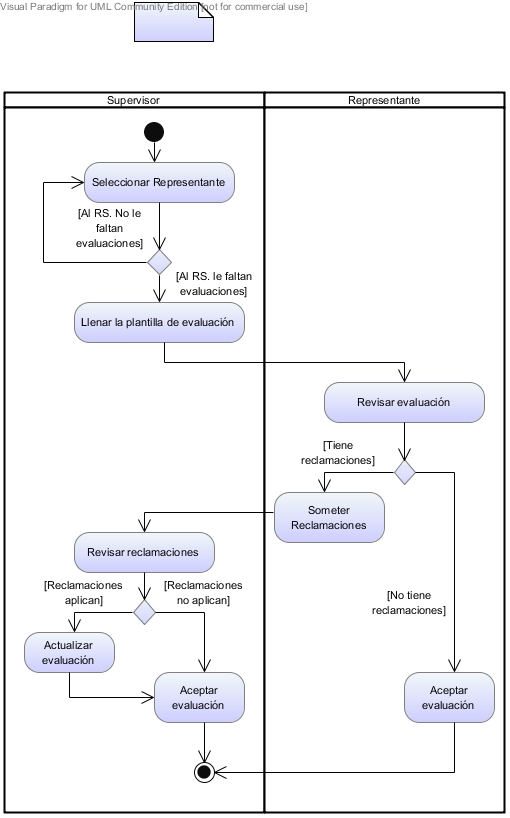 Visual Paradigm for UML Community Edition [not for commercial use]
Supervisor
Representante
Seleccionar Representante
[Al RS. No le
faltan
evaluaciones]
[Al RS. le faltan
evaluaciones]
Llenar la plantilla de evaluación
Revisar evaluación
[Tiene
reclamaciones]
Someter
Reclamaciones
Revisar reclamaciones
[Reclamaciones
aplican]
[Reclamaciones
no aplican]
[No tiene
reclamaciones]
Actualizar
evaluación
Aceptar
evaluación
Aceptar
evaluación